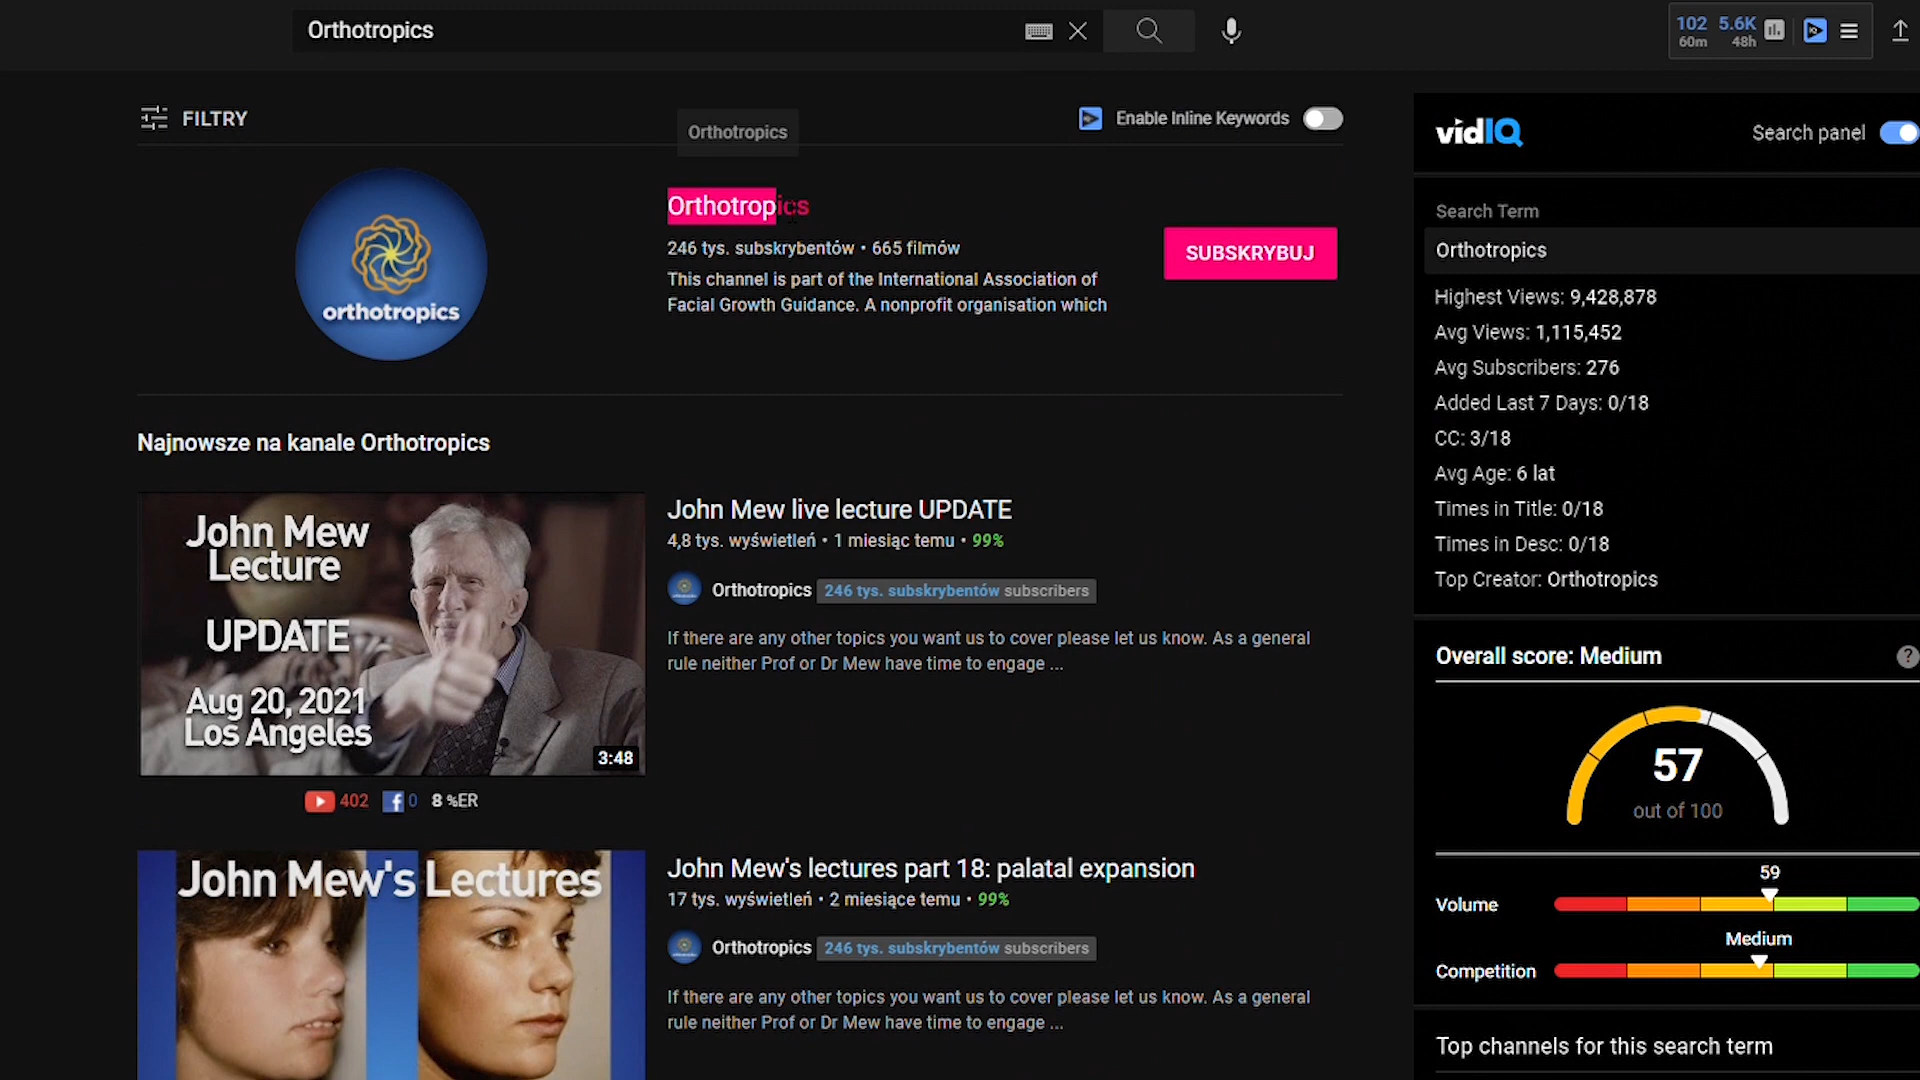 Orthotropics
102 5.6K
60m 48h
FILTRY
Orthotropics
Enable Inline Keywords
orthotropics
Orthotropics
246 tys. subskrybentów • 665 filmów
This channel is part of the International Association of
Facial Growth Guidance. A nonprofit organisation which
SUBSKRYBUJ
Najnowsze na kanale Orthotropics
John Mew
Lecture
UPDATE
Aug 20, 2021
Los Angeles
3:48
402 0 8 %ER
John Mew live lecture UPDATE
4,8 tys. wyświetleń • 1 miesiąc temu • 99%
Orthotropics 246 tys. subskrybentów subscribers
If there are any other topics you want us to cover please let us know. As a general
rule neither Prof or Dr Mew have time to engage ...
John Mew's Lectures
John Mew's lectures part 18: palatal expansion
17 tys. wyświetleń • 2 miesiące temu • 99%
Orthotropics 246 tys. subskrybentów subscribers
If there are any other topics you want us to cover please let us know. As a general
rule neither Prof or Dr Mew have time to engage ...
vidIQ
Search panel
Search Term
Orthotropics
Highest Views: 9,428,878
Avg Views: 1,115,452
Avg Subscribers: 276
Added Last 7 Days: 0/18
CC: 3/18
Avg Age: 6 lat
Times in Title: 0/18
Times in Desc: 0/18
Top Creator: Orthotropics
Overall score: Medium
?
57
out of 100
59
Volume
Medium
Competition
Top channels for this search term